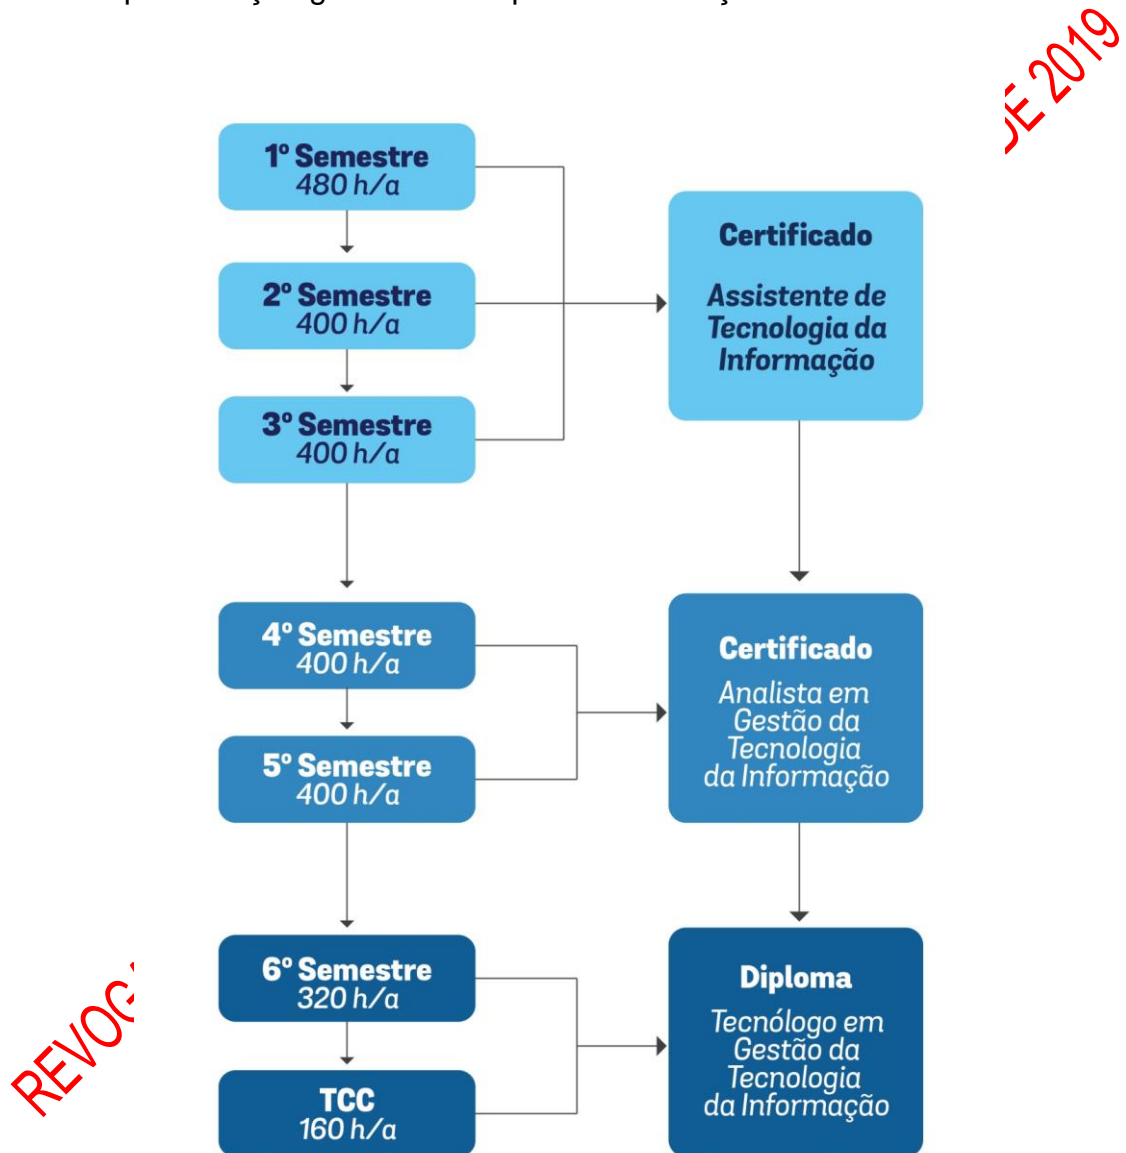 DE 2019
1º Semestre
480 h/a
2º Semestre
400 h/a
3º Semestre
400 h/a
Certificado
Assistente de
Tecnologia da
Informação
4º Semestre
400 h/a
5º Semestre
400 h/a
Certificado
Analista em
Gestão da
Tecnologia
da Informação
6º Semestre
320 h/a
TCC
160 h/a
Diploma
Tecnólogo em
Gestão da
Tecnologia
da Informação